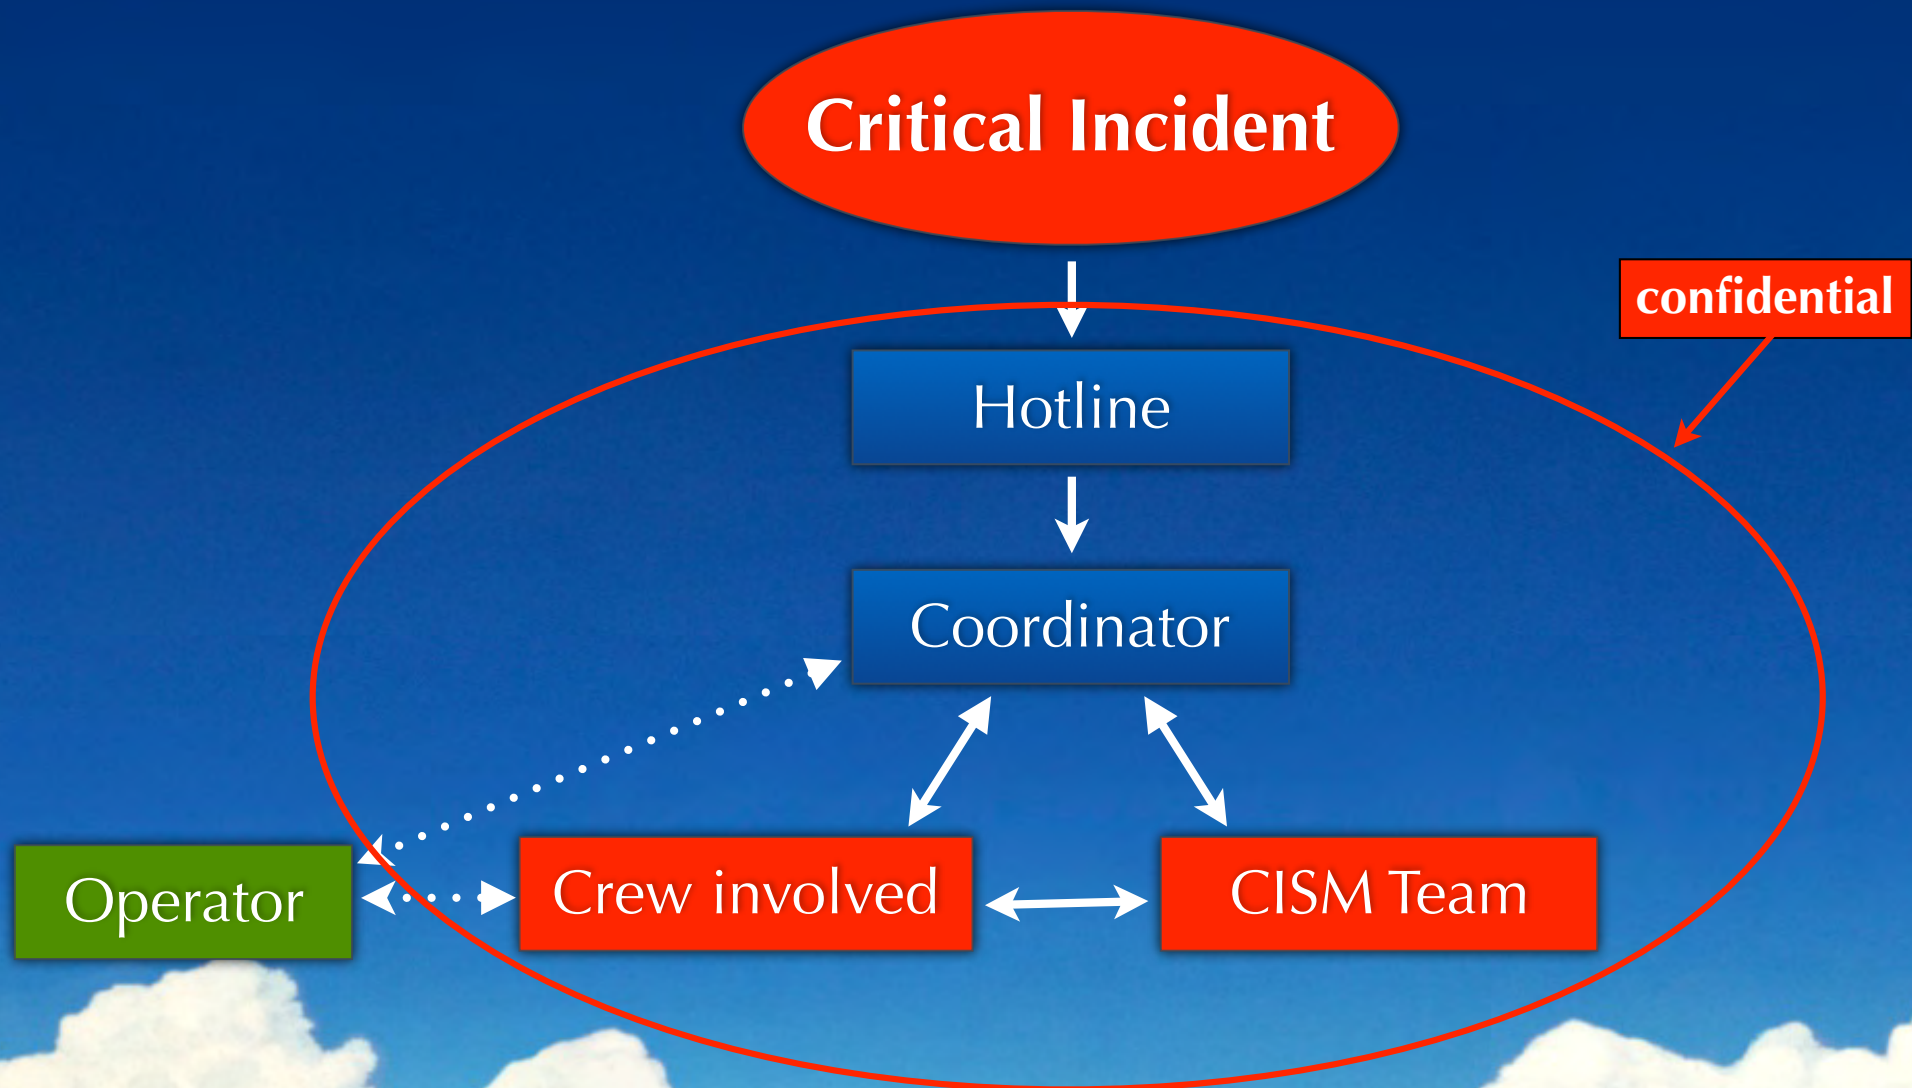 Critical Incident
confidential
Hotline
Coordinator
Operator
Crew involved
CISM Team